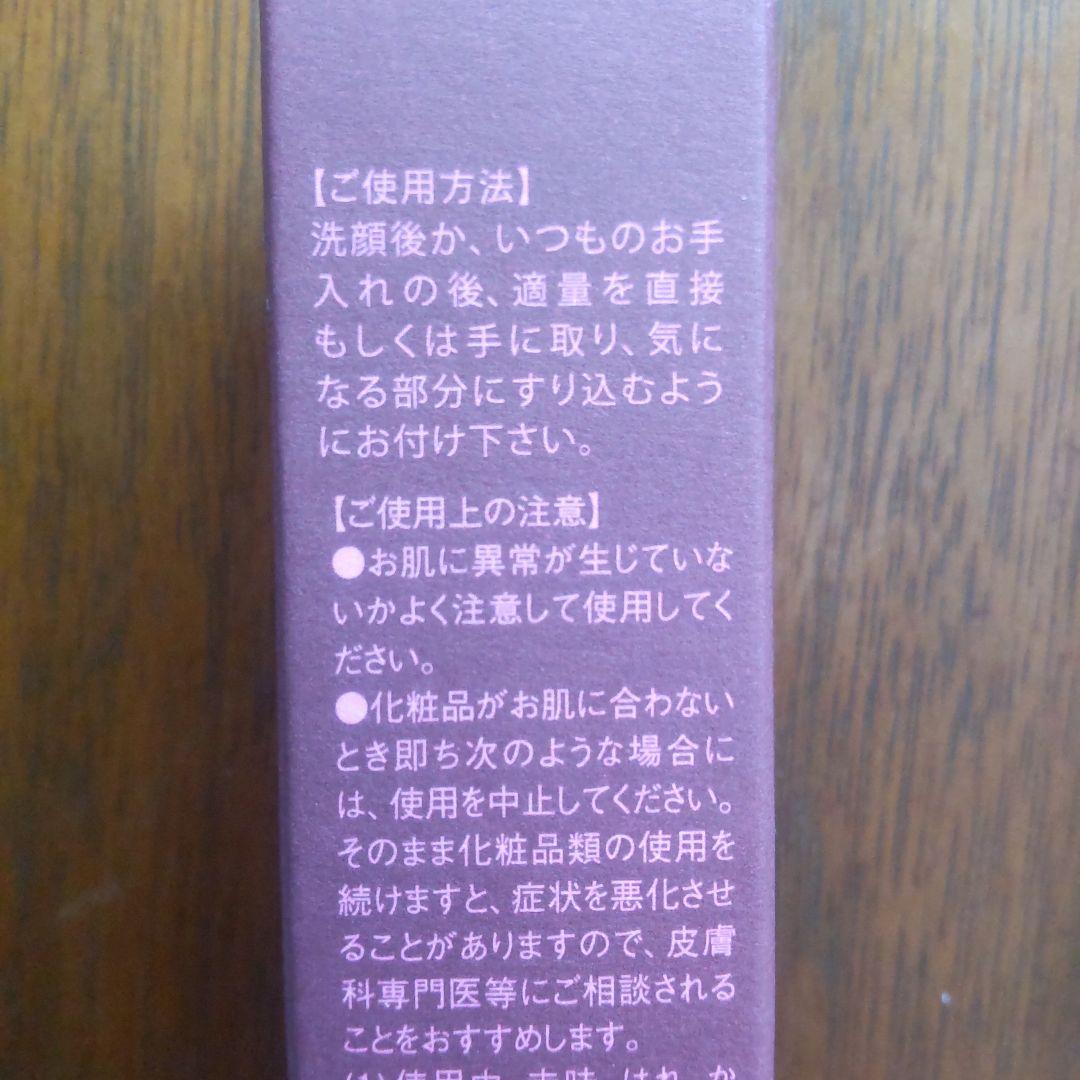 【ご使用方法】
洗顔後か、いつものお手
入れの後、適量を直接
もしくは手に取り、気に
なる部分にすり込むよう
にお付け下さい。
【ご使用上の注意】
●お肌に異常が生じていな
いかよく注意して使用してく
ださい。
●化粧品がお肌に合わない
とき即ち次のような場合に
は、使用を中止してください。
そのまま化粧品類の使用を
続けますと、症状を悪化させ
ることがありますので、皮膚
科専門医等にご相談される
ことをおすすめします。
(1)使用中、赤味、はれ、か